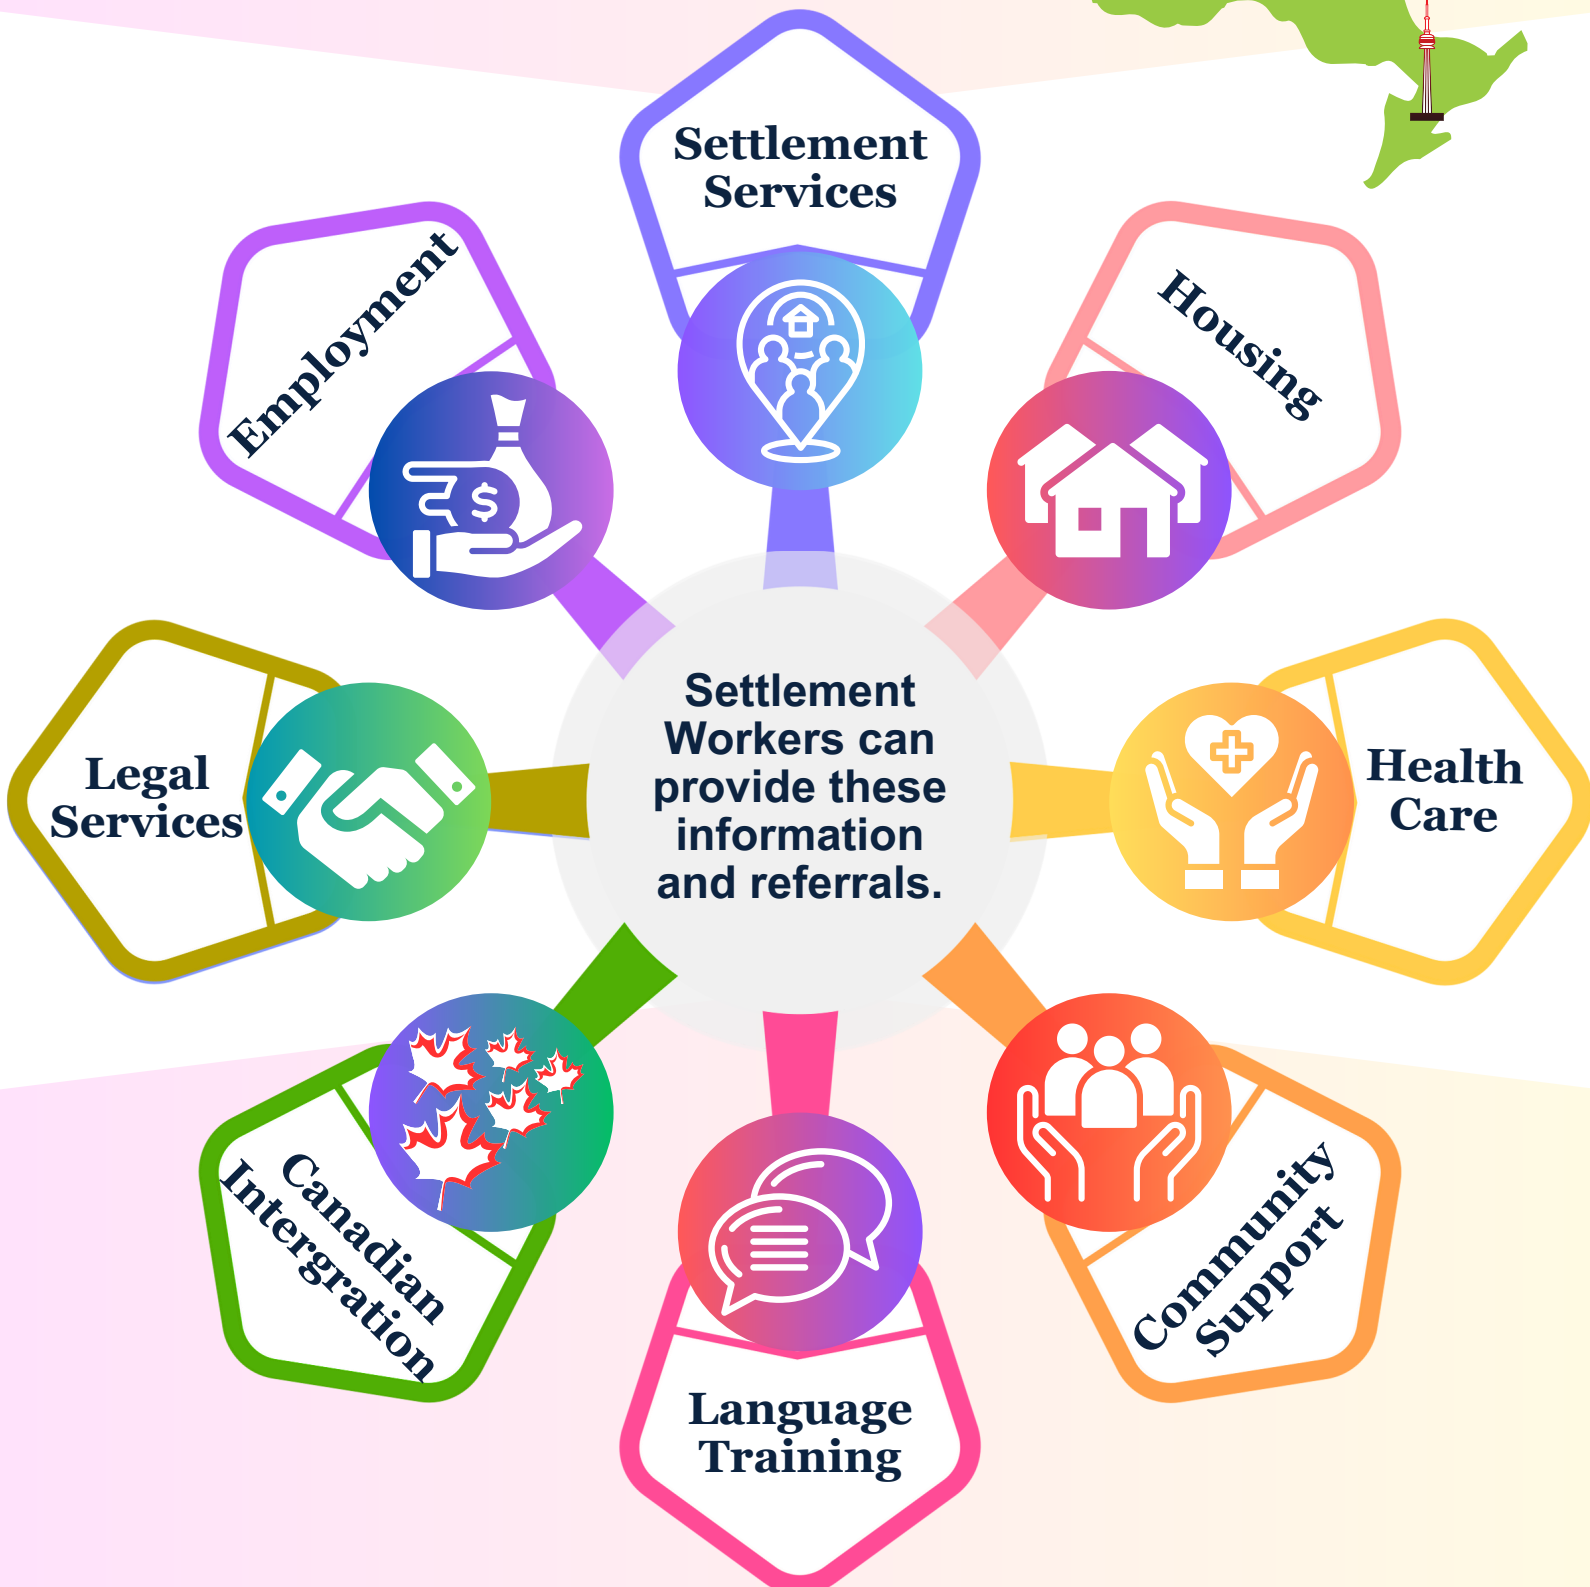 Settlement
Services
Housing
Health
Care
Community
Support
Language
Training
Canadian
Intergration
Legal
Services
Employment
Settlement
Workers can
provide these
information
and referrals.
$